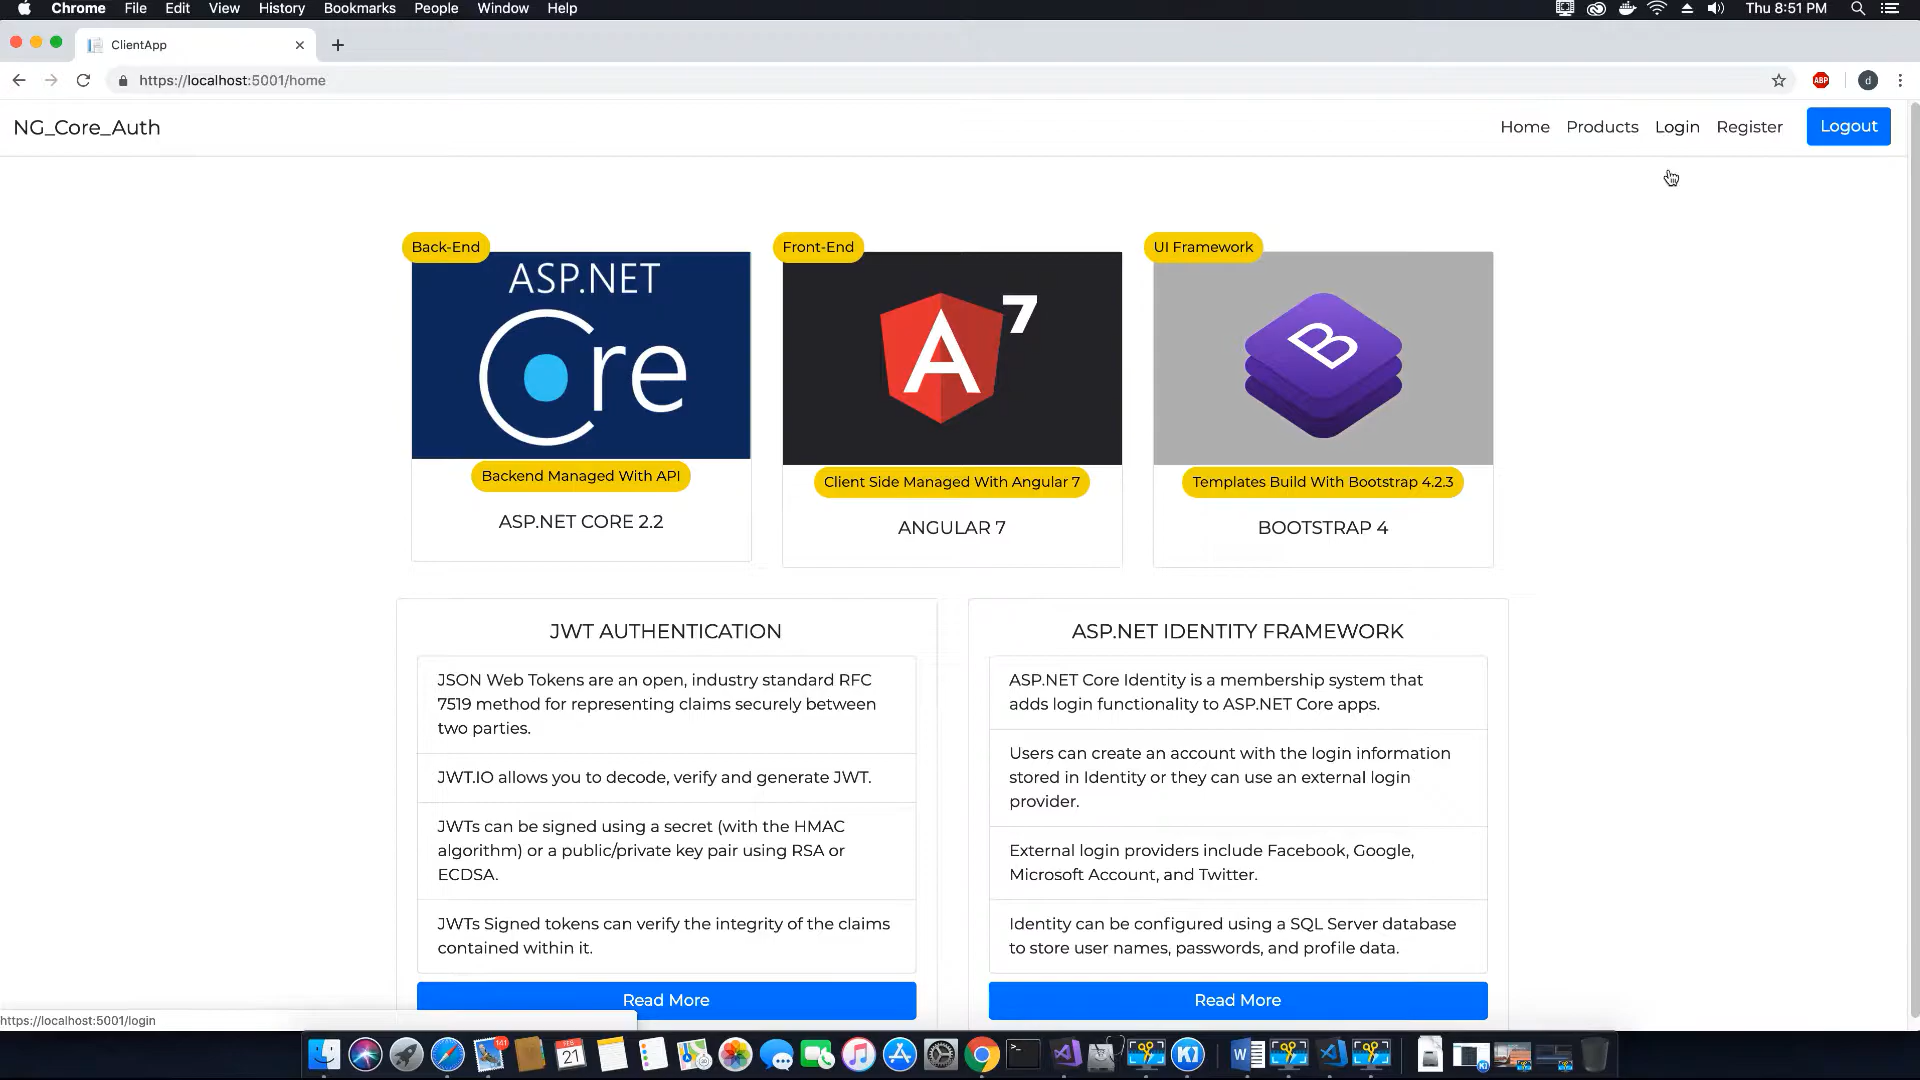 Chrome File Edit View History Bookmarks People Window Help Thu 8:51 PM
ClientApp
https://localhost:5001/home ABP d
NG_Core_Auth Home Products Login Register Logout
Back-End
ASP.NET
Core
Backend Managed With API
ASP.NET CORE 2.2
Front-End
A 7
Client Side Managed With Angular 7
ANGULAR 7
UI Framework
B
Templates Build With Bootstrap 4.2.3
BOOTSTRAP 4
JWT AUTHENTICATION
JSON Web Tokens are an open, industry standard RFC
7519 method for representing claims securely between
two parties.
JWT.IO allows you to decode, verify and generate JWT.
JWTs can be signed using a secret (with the HMAC
algorithm) or a public/private key pair using RSA or
ECDSA.
JWTs Signed tokens can verify the integrity of the claims
contained within it.
Read More
ASP.NET IDENTITY FRAMEWORK
ASP.NET Core Identity is a membership system that
adds login functionality to ASP.NET Core apps.
Users can create an account with the login information
stored in Identity or they can use an external login
provider.
External login providers include Facebook, Google,
Microsoft Account, and Twitter.
Identity can be configured using a SQL Server database
to store user names, passwords, and profile data.
Read More
https://localhost:5001/login
141
FEB
21
W